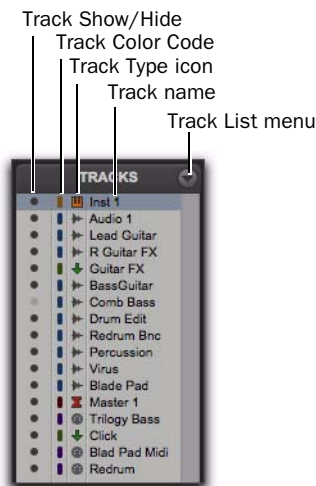 Track Show/Hide
Track Color Code
Track Type icon
Track name
Track List menu
TRACKS
Inst 1
Audio 1
Lead Guitar
R Guitar FX
Guitar FX
BassGuitar
Comb Bass
Drum Edit
Redrum Bnc
Percussion
Virus
Blade Pad
Master 1
Trilogy Bass
Click
Blad Pad Midi
Redrum